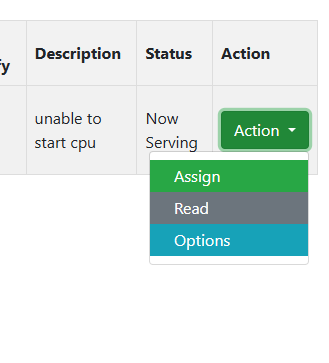 fy
Description
Status
Action
unable to
start cpu
Now
Serving
Action
Assign
Read
Options